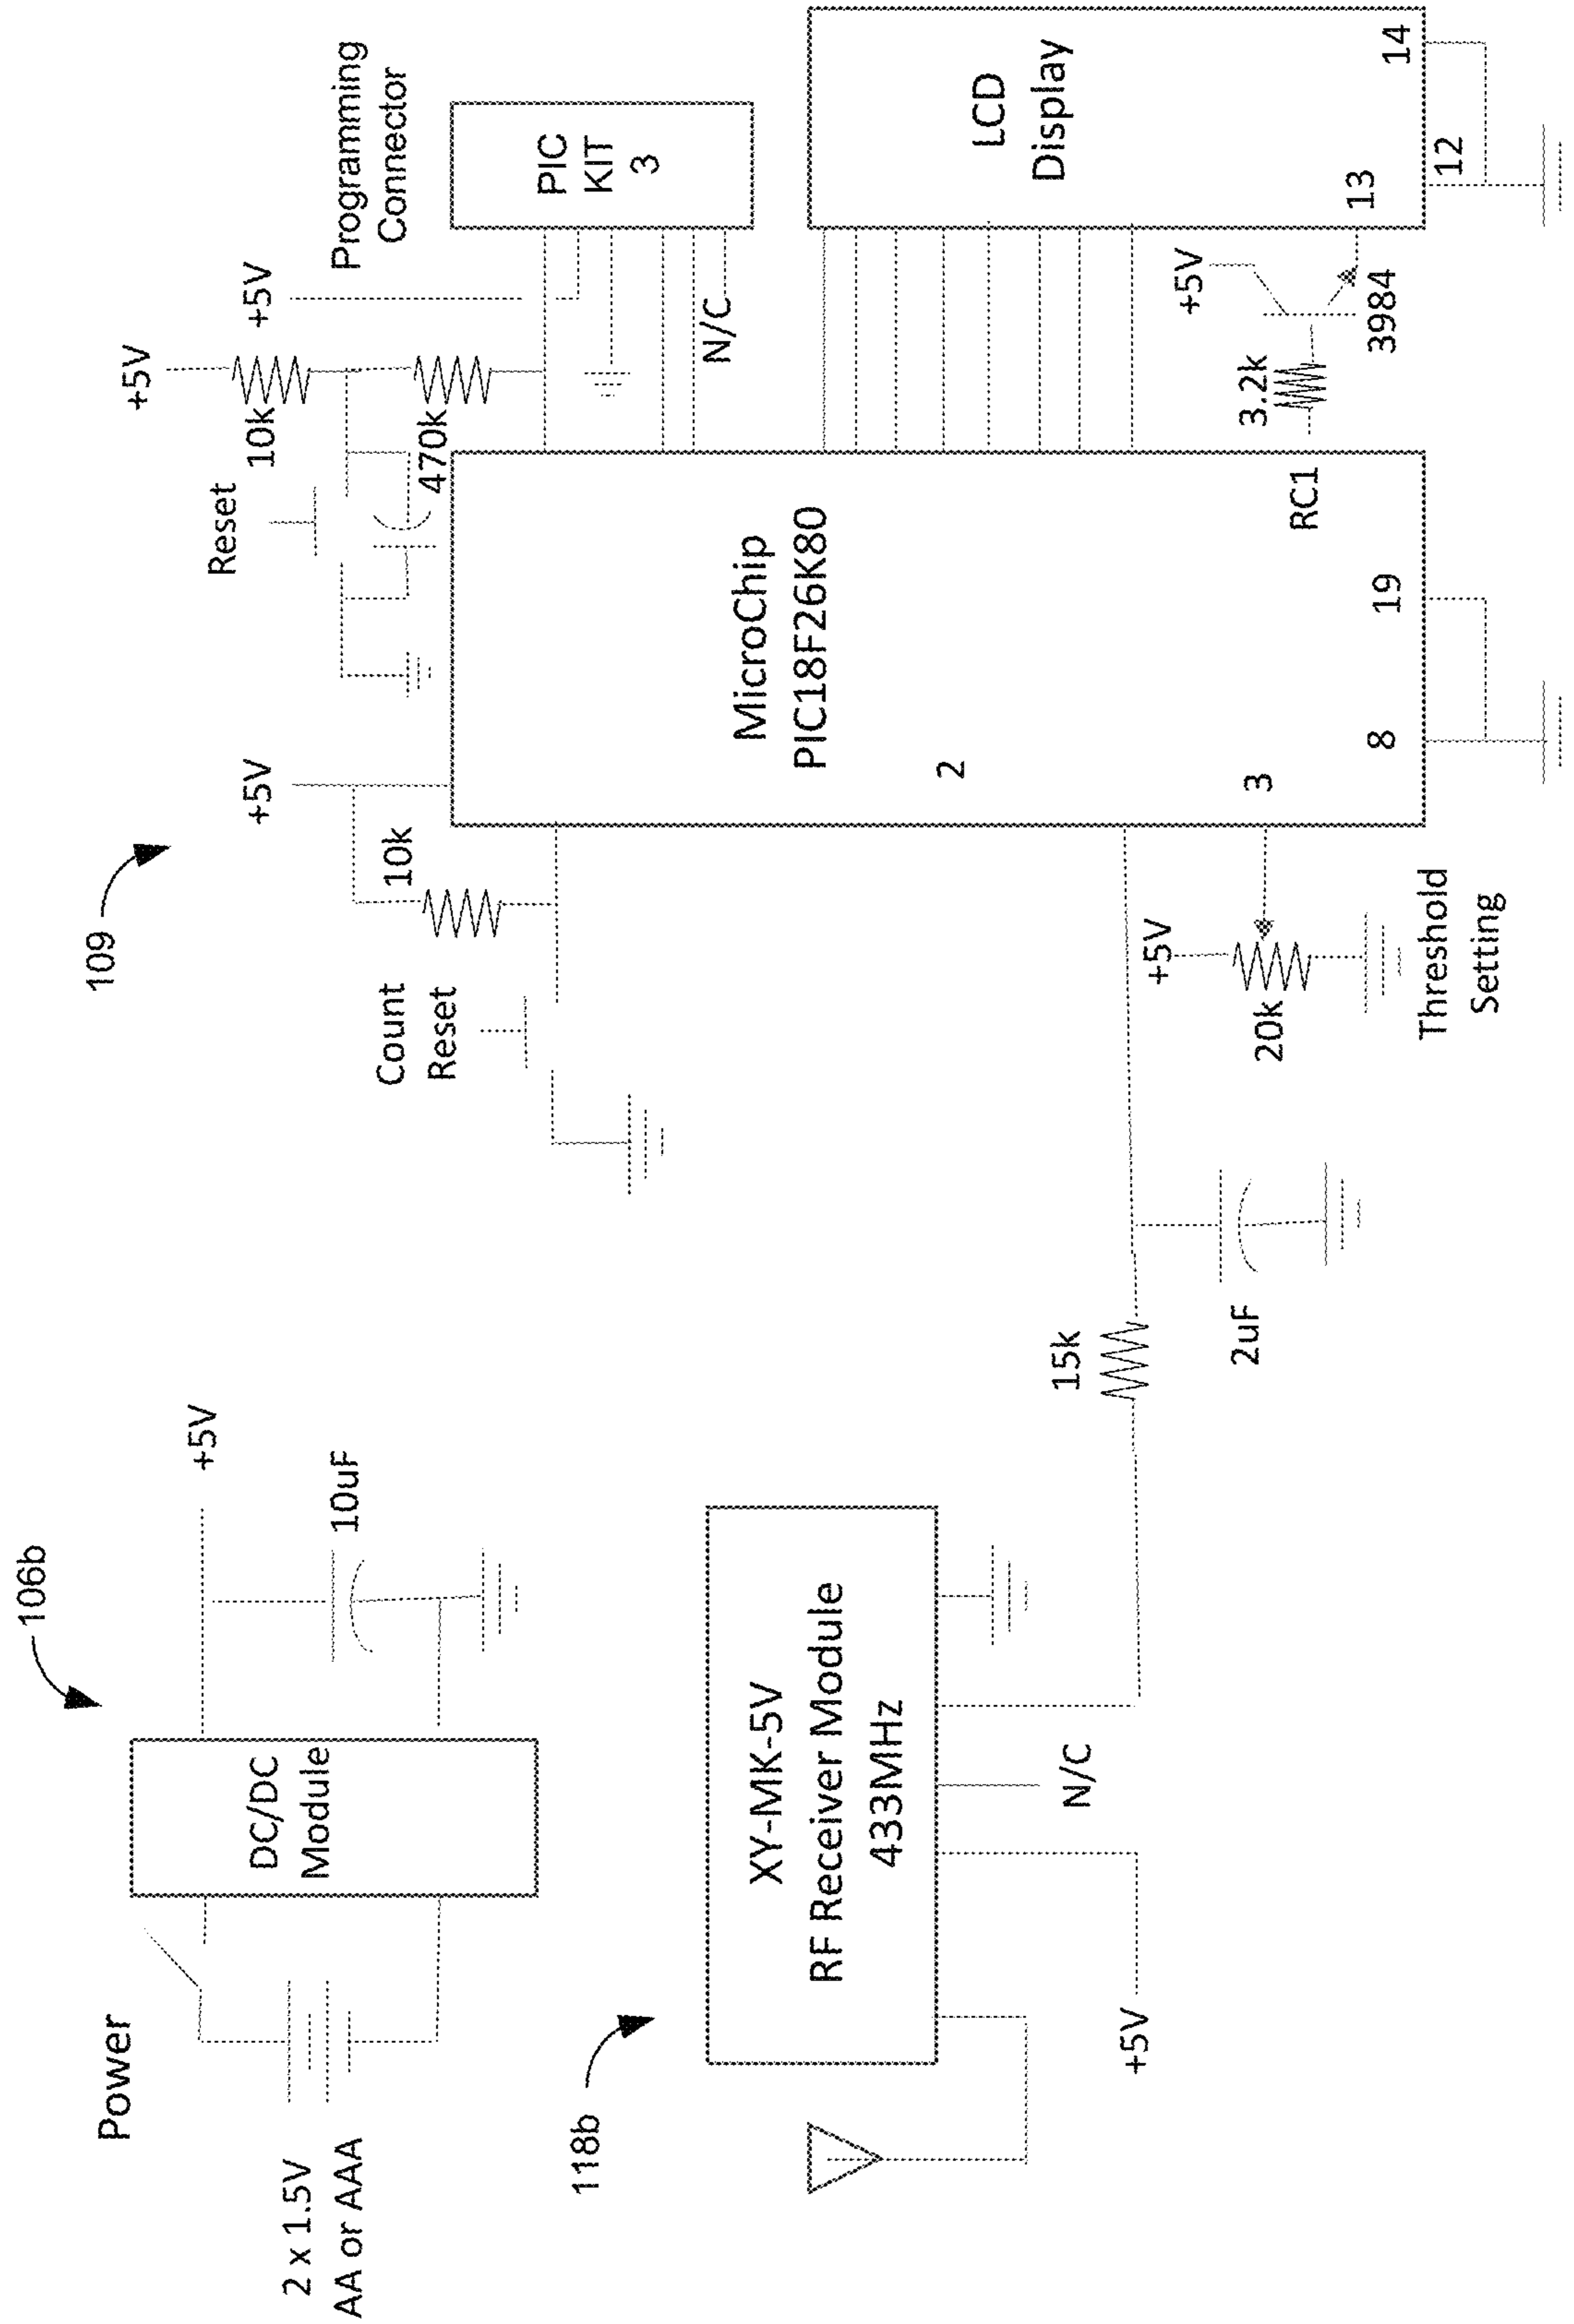 Power
2 x 1.5V
AA or AAA
DC/DC
Module
106b
+5V
10uF
118b
XY-MK-5V
RF Receiver Module
433MHz
+5V
N/C
15k
2uF
109
+5V
10k
Count
Reset
Reset
+5V
10k
470k
+5V
Programming
Connector
PIC
KIT
3
N/C
MicroChip
PIC18F26K80
2
3
8
19
RC1
+5V
20k
Threshold
Setting
3.2k
+5V
3984
LCD
Display
13
12
14